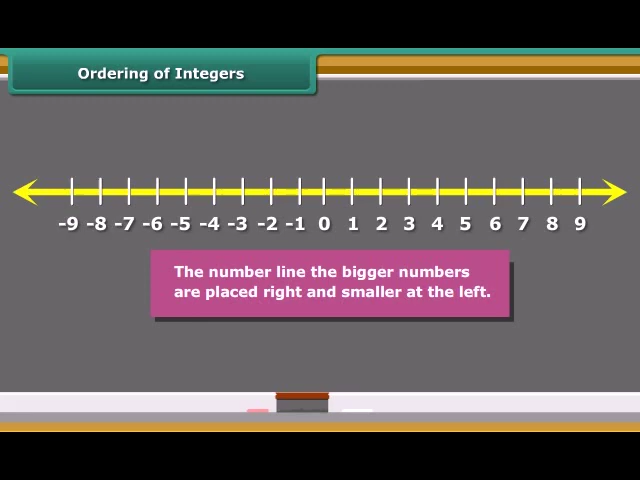 Ordering of Integers
-9 -8 -7 -6 -5 -4 -3 -2 -1 0 1 2 3 4 5 6 7 8 9
The number line the bigger numbers
are placed right and smaller at the left.